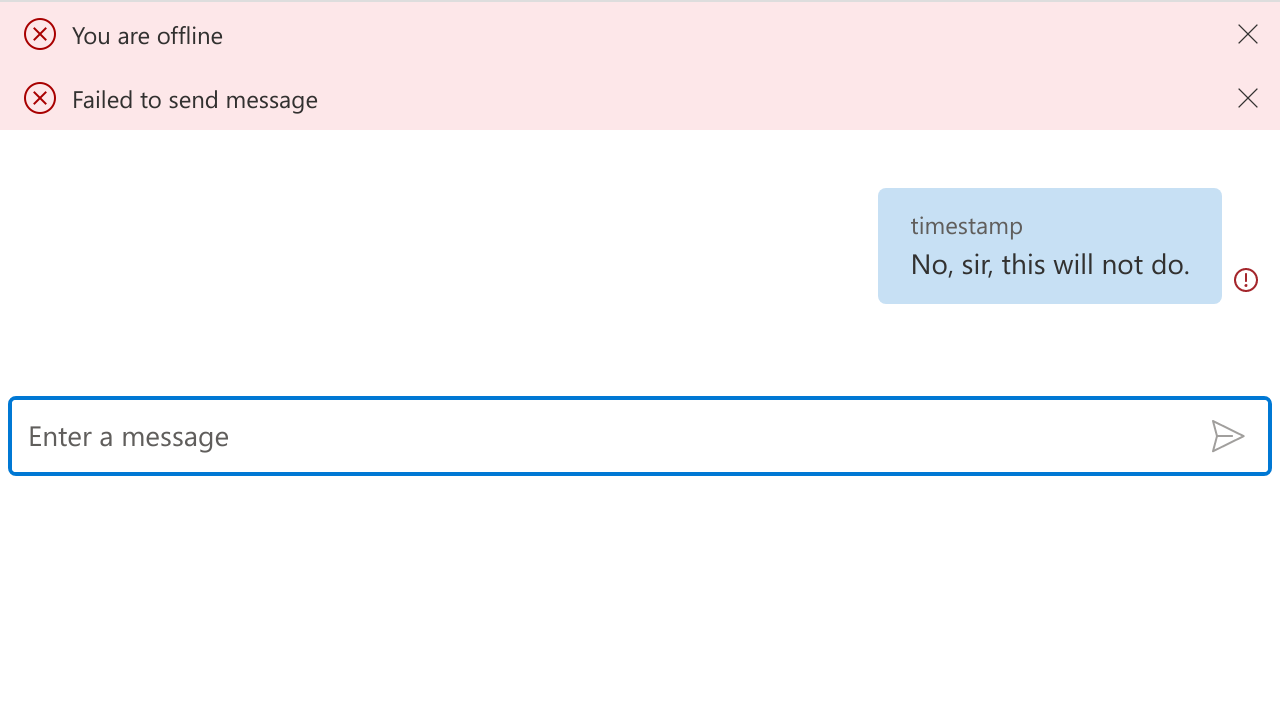 You are offline
Failed to send message
timestamp
No, sir, this will not do.
Enter a message